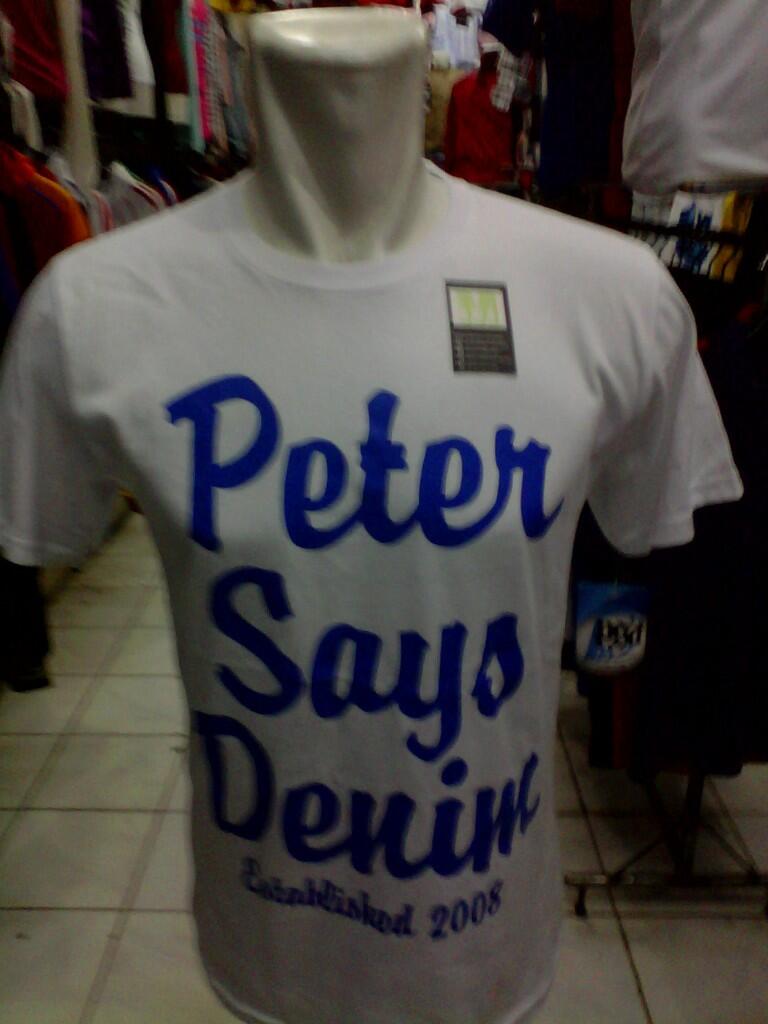 Peter
Says
Denim
Established 2008